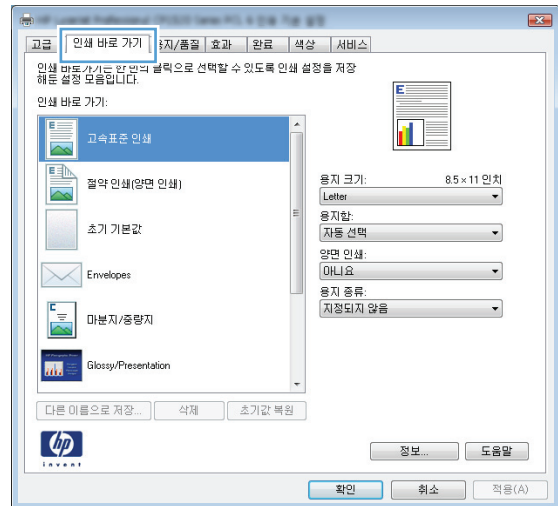 고급
인쇄 바로 가기
용지/품질
효과
완료
색상
서비스
인쇄 바로가기는 한 번의 클릭으로 선택할 수 있도록 인쇄 설정을 저장
해둔 설정 모음입니다.
인쇄 바로 가기:
고속표준 인쇄
절약 인쇄(양면 인쇄)
초기 기본값
Envelopes
마분지/중량지
Glossy/Presentation
용지 크기:
8.5 × 11 인치
Letter
용지함:
자동 선택
양면 인쇄:
아니요
용지 종류:
지정되지 않음
다른 이름으로 저장...
삭제
초기값 복원
hp
invent
정보...
도움말
확인
취소
적용(A)